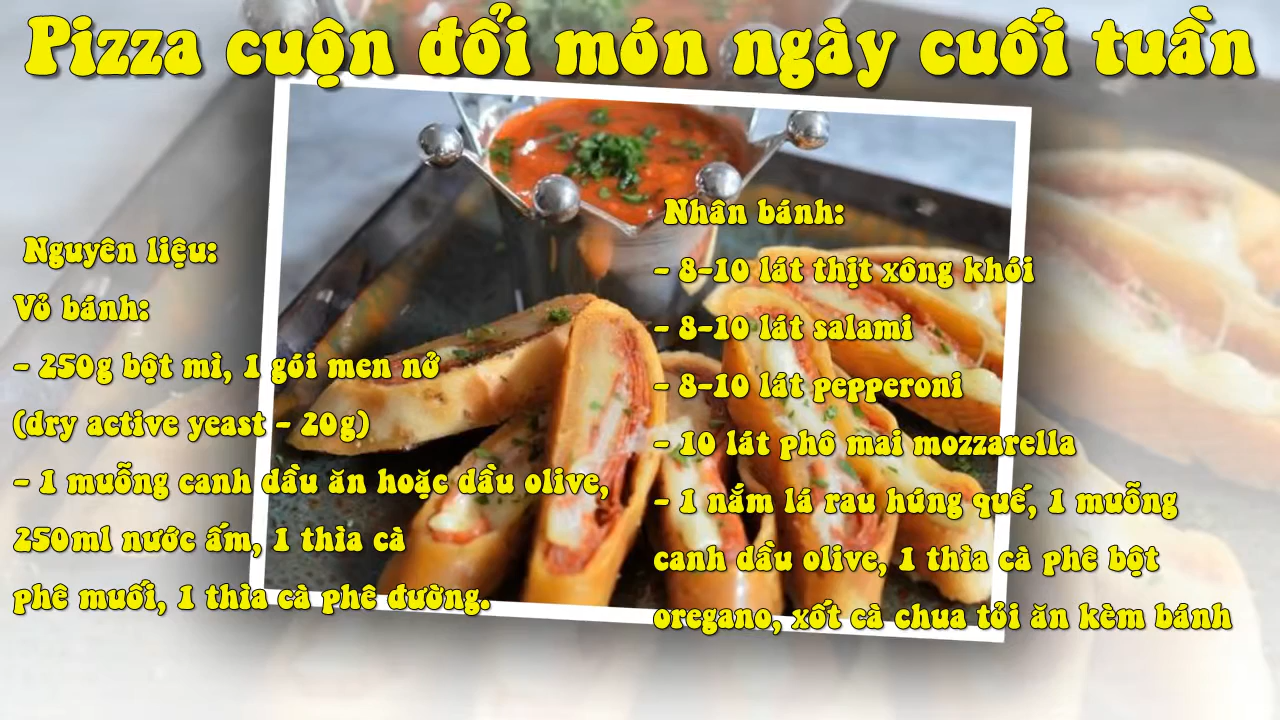 Pizza cuộn đổi món ngày cuối tuần
Nguyên liệu:
Vỏ bánh:
- 250g bột mì, 1 gói men nở
(dry active yeast - 20g)
- 1 muỗng canh dầu ăn hoặc dầu olive,
250ml nước ấm, 1 thìa cà
phê muối, 1 thìa cà phê đường.
Nhân bánh:
- 8-10 lát thịt xông khói
- 8-10 lát salami
- 8-10 lát pepperoni
- 10 lát phô mai mozzarella
- 1 nắm lá rau húng quế, 1 muỗng
canh dầu olive, 1 thìa cà phê bột
oregano, xốt cà chua tỏi ăn kèm bánh